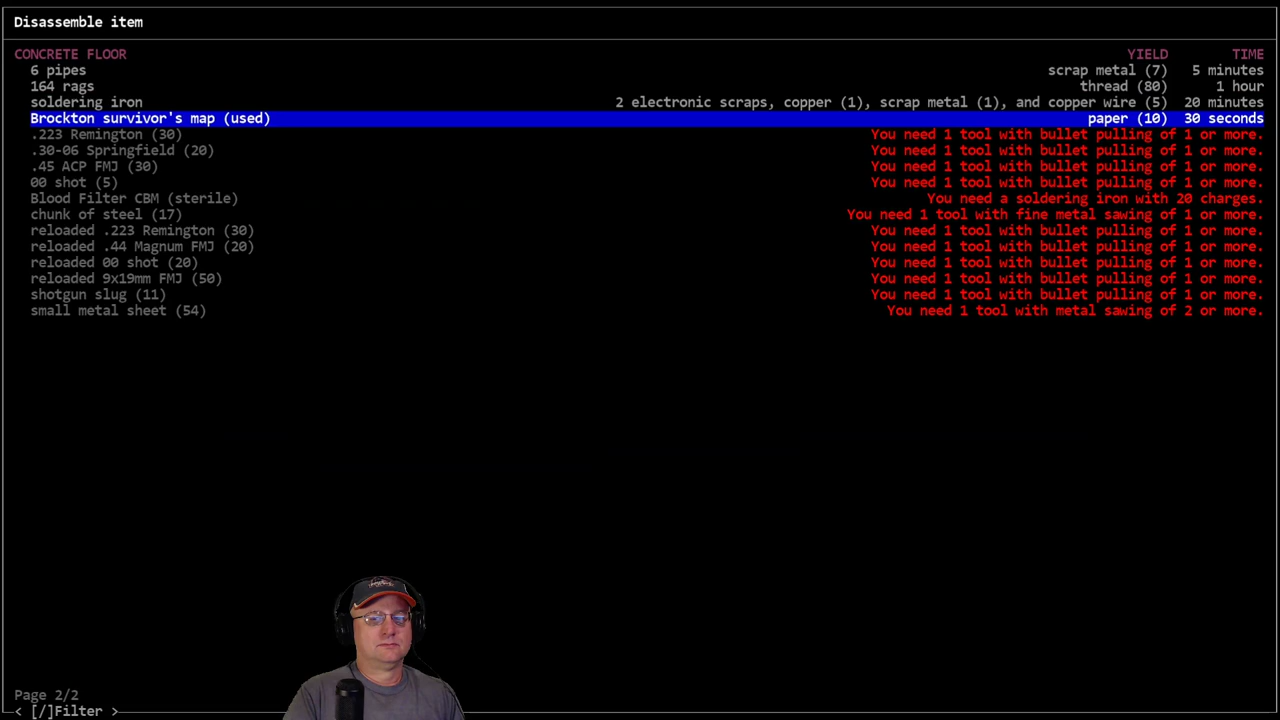 Disassemble item
CONCRETE FLOOR YIELD TIME
6 pipes scrap metal (7) 5 minutes
164 rags thread (80) 1 hour
soldering iron 2 electronic scraps, copper (1), scrap metal (1), and copper wire (5) 20 minutes
Brockton survivor's map (used) paper (10) 30 seconds
.223 Remington (30) You need 1 tool with bullet pulling of 1 or more.
.30-06 Springfield (20) You need 1 tool with bullet pulling of 1 or more.
.45 ACP FMJ (30) You need 1 tool with bullet pulling of 1 or more.
00 shot (5) You need 1 tool with bullet pulling of 1 or more.
Blood Filter CBM (sterile) You need a soldering iron with 20 charges.
chunk of steel (17) You need 1 tool with fine metal sawing of 1 or more.
reloaded .223 Remington (30) You need 1 tool with bullet pulling of 1 or more.
reloaded .44 Magnum FMJ (20) You need 1 tool with bullet pulling of 1 or more.
reloaded 00 shot (20) You need 1 tool with bullet pulling of 1 or more.
reloaded 9x19mm FMJ (50) You need 1 tool with bullet pulling of 1 or more.
shotgun slug (11) You need 1 tool with bullet pulling of 1 or more.
small metal sheet (54) You need 1 tool with metal sawing of 2 or more.
Page 2/2
< [/]Filter >